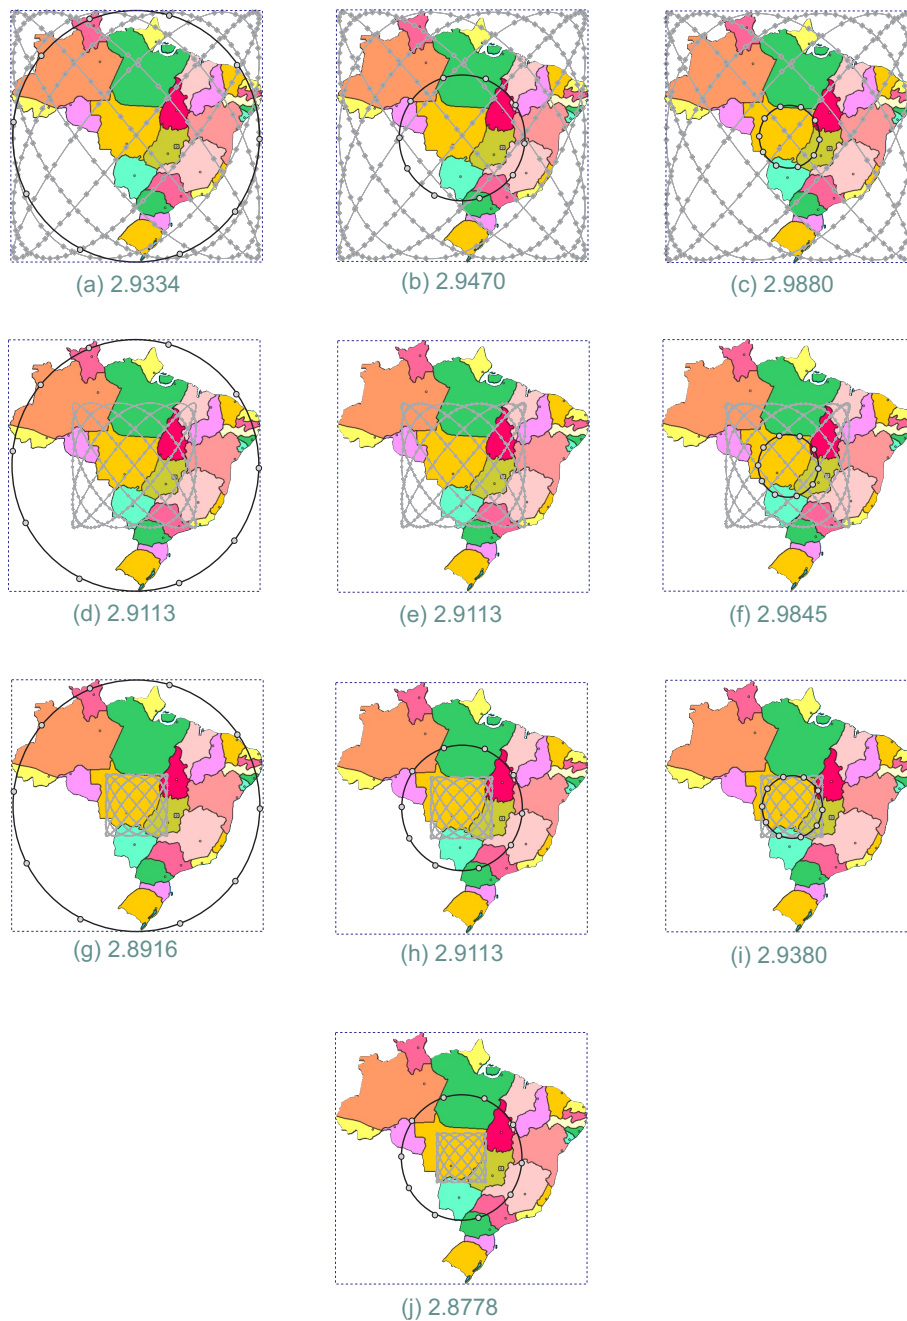 (a) 2.9334
(b) 2.9470
(c) 2.9880
(d) 2.9113
(e) 2.9113
(f) 2.9845
(g) 2.8916
(h) 2.9113
(i) 2.9380
(j) 2.8778